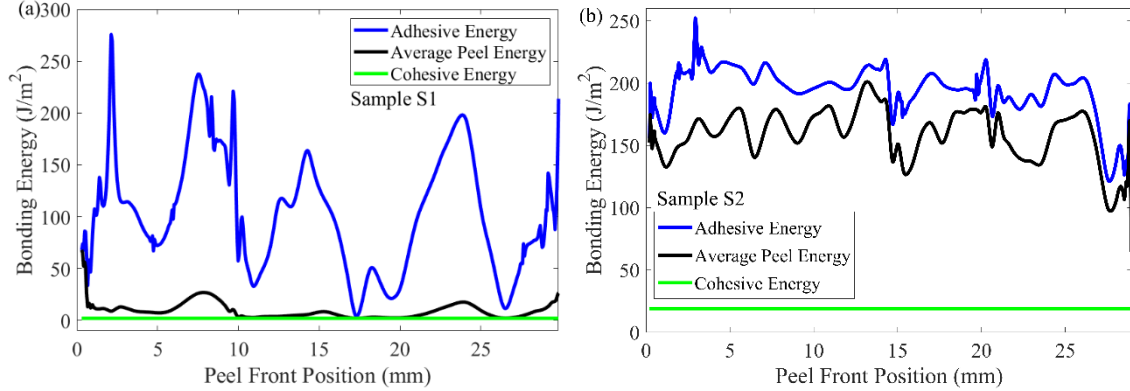 (a)
300
250
200
150
100
50
0
Bonding Energy (J/m²)
Adhesive Energy
Average Peel Energy
Cohesive Energy
Sample S1
0 5 10 15 20 25
Peel Front Position (mm)
(b)
250
200
150
100
50
0
Bonding Energy (J/m²)
Sample S2
Adhesive Energy
Average Peel Energy
Cohesive Energy
0 5 10 15 20 25
Peel Front Position (mm)